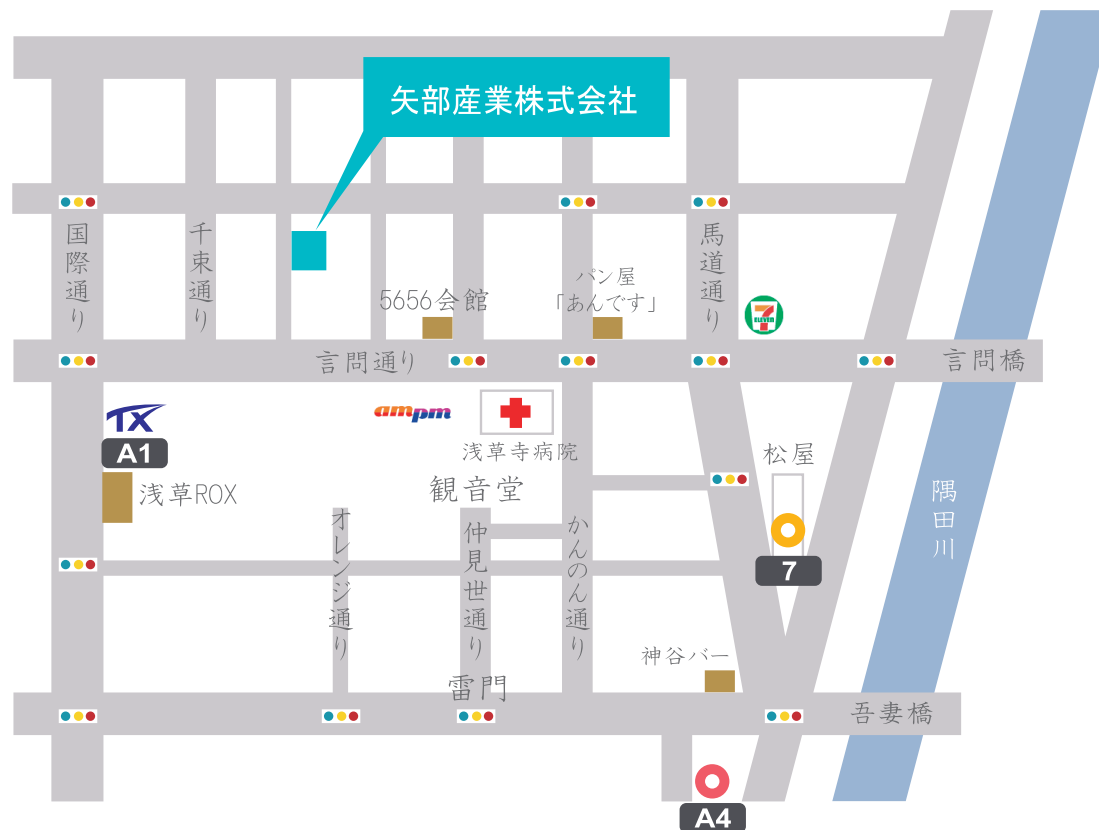 矢部産業株式会社
国際通り
千束通り
馬道通り
パン屋
「あんです」
5656会館
7
ELEVEN
言問通り
言問橋
TX
A1
ampm
浅草寺病院
松屋
浅草ROX
観音堂
隅田川
オレンジ通り
仲見世通り
かんのん通り
7
神谷バー
雷門
吾妻橋
A4